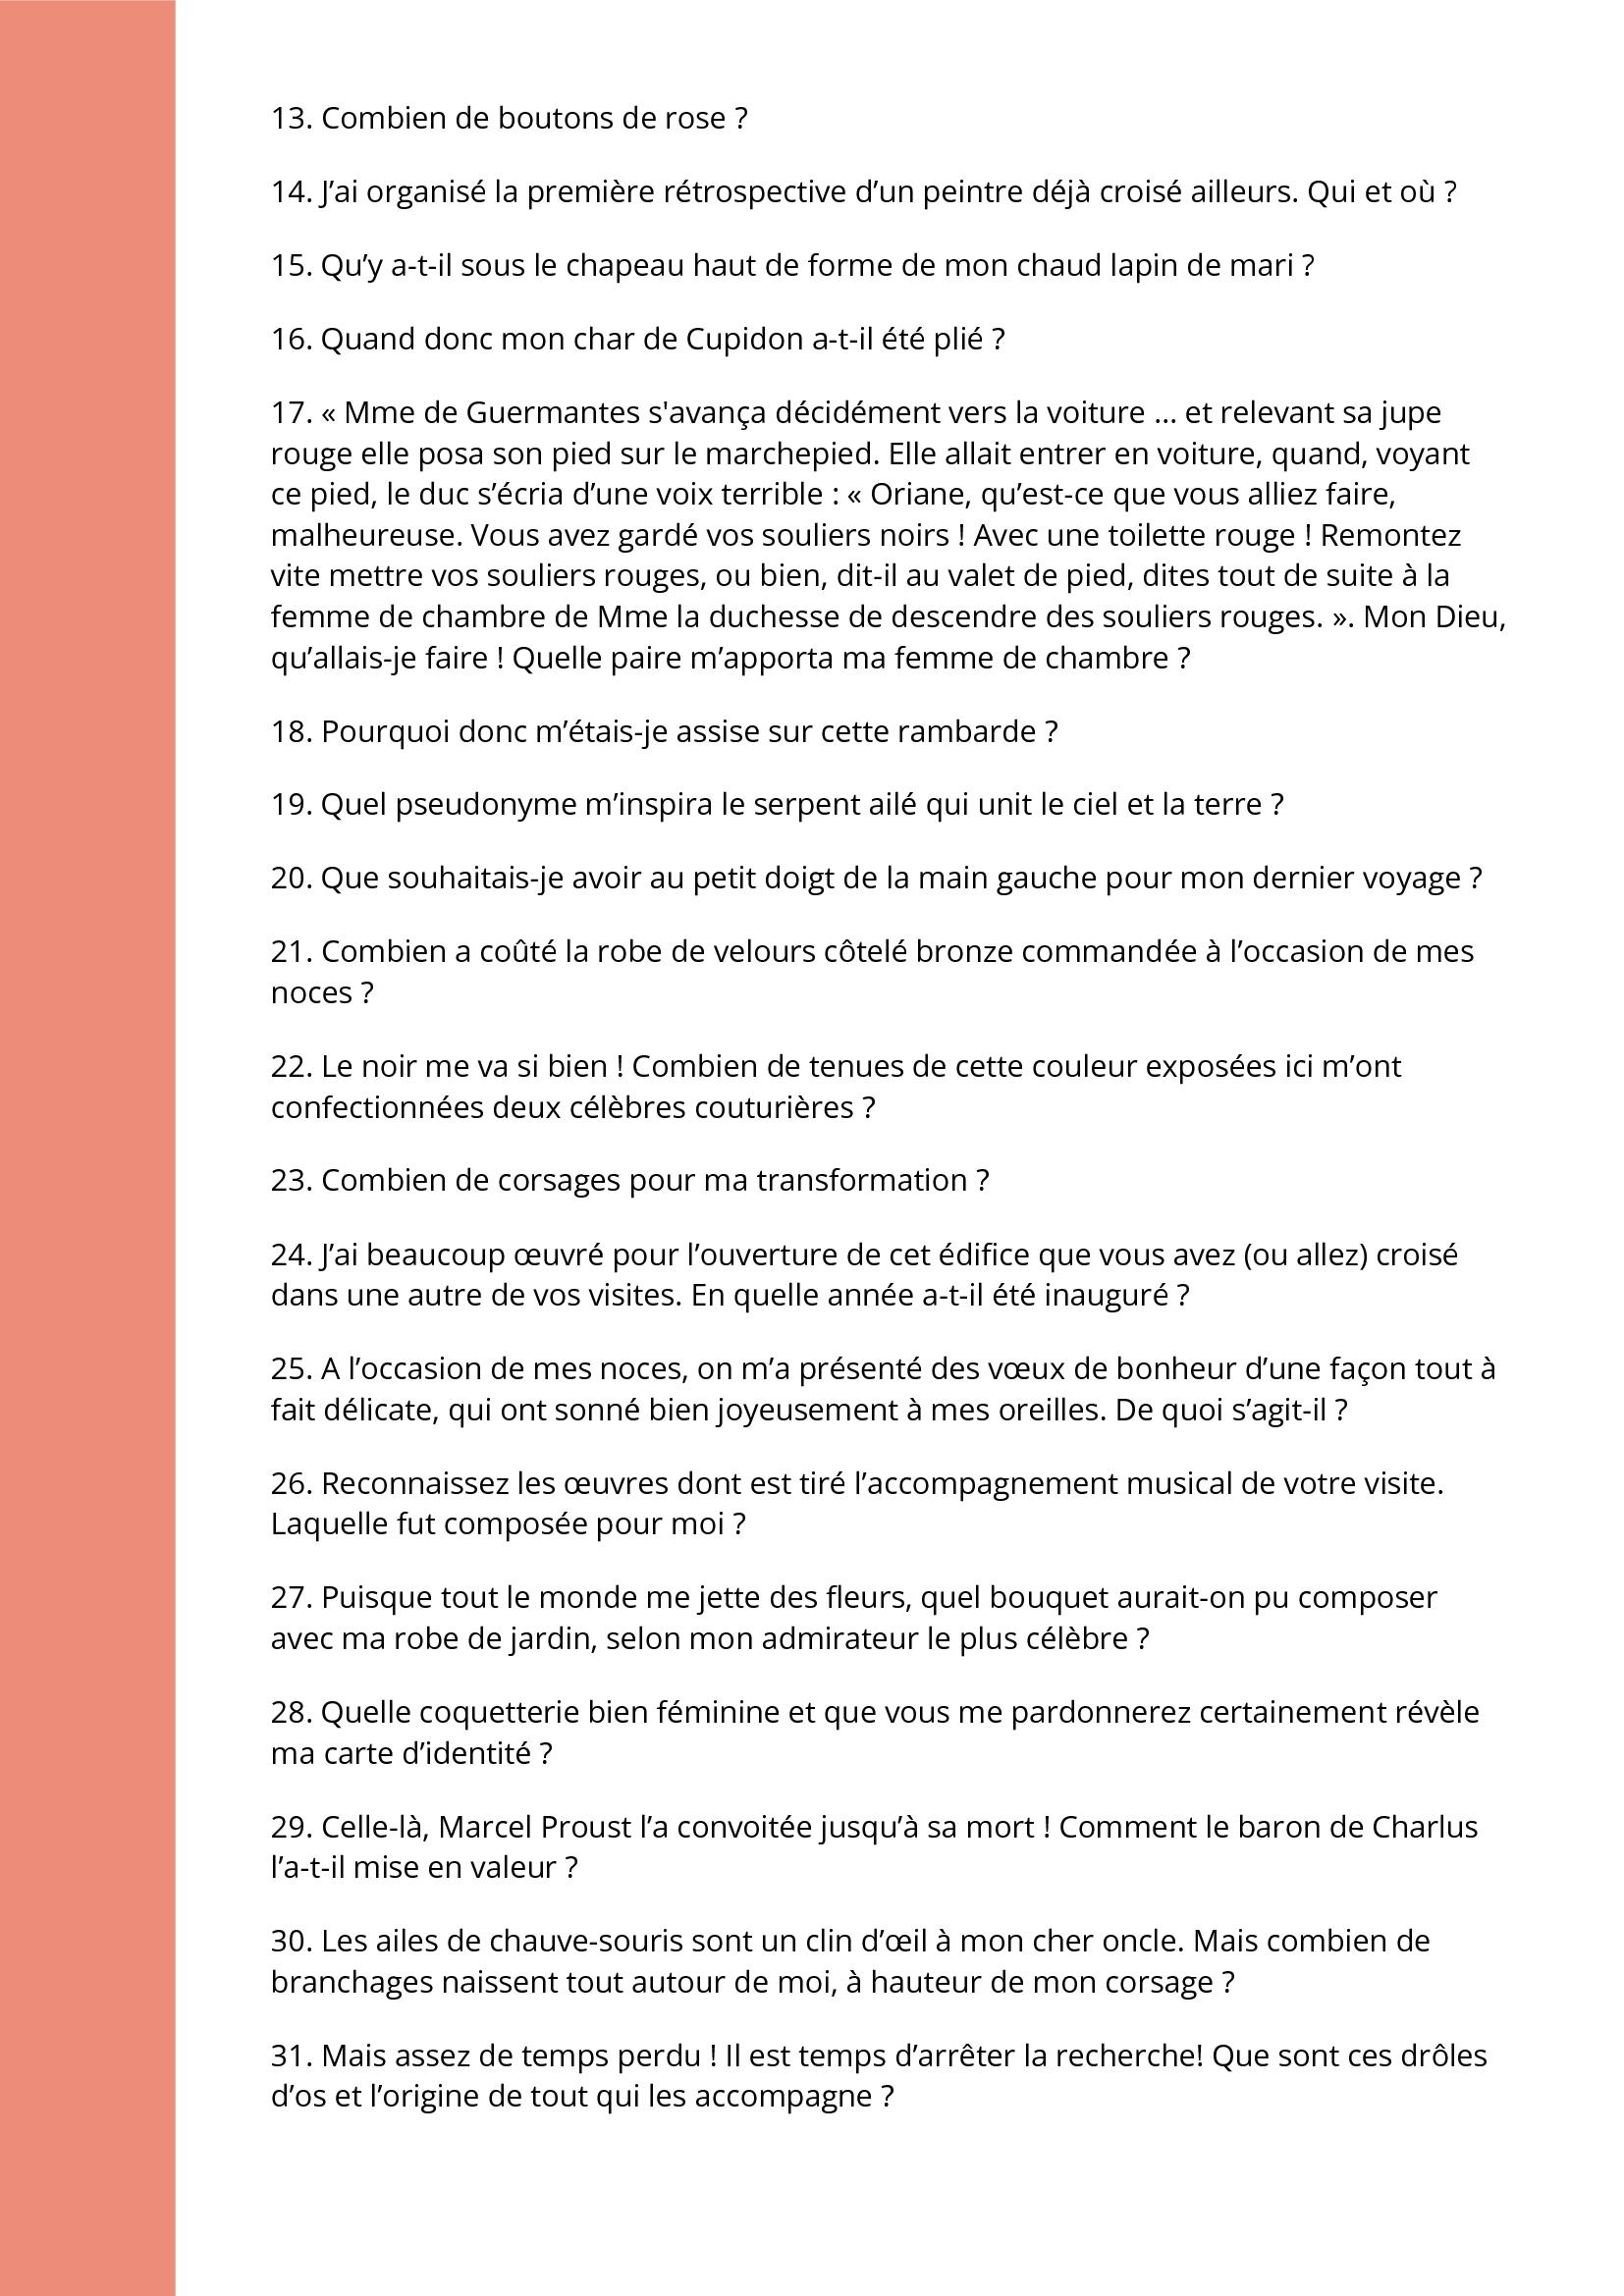 13. Combien de boutons de rose ?
14. J’ai organisé la première rétrospective d’un peintre déjà croisé ailleurs. Qui et où ?
15. Qu’y a-t-il sous le chapeau haut de forme de mon chaud lapin de mari ?
16. Quand donc mon char de Cupidon a-t-il été plié ?
17. « Mme de Guermantes s'avança décidément vers la voiture ... et relevant sa jupe
rouge elle posa son pied sur le marchepied. Elle allait entrer en voiture, quand, voyant
ce pied, le duc s’écria d’une voix terrible : « Oriane, qu’est-ce que vous alliez faire,
malheureuse. Vous avez gardé vos souliers noirs ! Avec une toilette rouge ! Remontez
vite mettre vos souliers rouges, ou bien, dit-il au valet de pied, dites tout de suite à la
femme de chambre de Mme la duchesse de descendre des souliers rouges. ». Mon Dieu,
qu’allais-je faire ! Quelle paire m’apporta ma femme de chambre ?
18. Pourquoi donc m’étais-je assise sur cette rambarde ?
19. Quel pseudonyme m’inspira le serpent ailé qui unit le ciel et la terre ?
20. Que souhaitais-je avoir au petit doigt de la main gauche pour mon dernier voyage ?
21. Combien a coûté la robe de velours côtelé bronze commandée à l’occasion de mes
noces ?
22. Le noir me va si bien ! Combien de tenues de cette couleur exposées ici m’ont
confectionnées deux célèbres couturières ?
23. Combien de corsages pour ma transformation ?
24. J’ai beaucoup œuvré pour l’ouverture de cet édifice que vous avez (ou allez) croisé
dans une autre de vos visites. En quelle année a-t-il été inauguré ?
25. A l’occasion de mes noces, on m’a présenté des vœux de bonheur d’une façon tout à
fait délicate, qui ont sonné bien joyeusement à mes oreilles. De quoi s’agit-il ?
26. Reconnaissez les œuvres dont est tiré l’accompagnement musical de votre visite.
Laquelle fut composée pour moi ?
27. Puisque tout le monde me jette des fleurs, quel bouquet aurait-on pu composer
avec ma robe de jardin, selon mon admirateur le plus célèbre ?
28. Quelle coquetterie bien féminine et que vous me pardonnerez certainement révèle
ma carte d’identité ?
29. Celle-là, Marcel Proust l’a convoitée jusqu’à sa mort ! Comment le baron de Charlus
l’a-t-il mise en valeur ?
30. Les ailes de chauve-souris sont un clin d’œil à mon cher oncle. Mais combien de
branchages naissent tout autour de moi, à hauteur de mon corsage ?
31. Mais assez de temps perdu ! Il est temps d’arrêter la recherche! Que sont ces drôles
d’os et l’origine de tout qui les accompagne ?